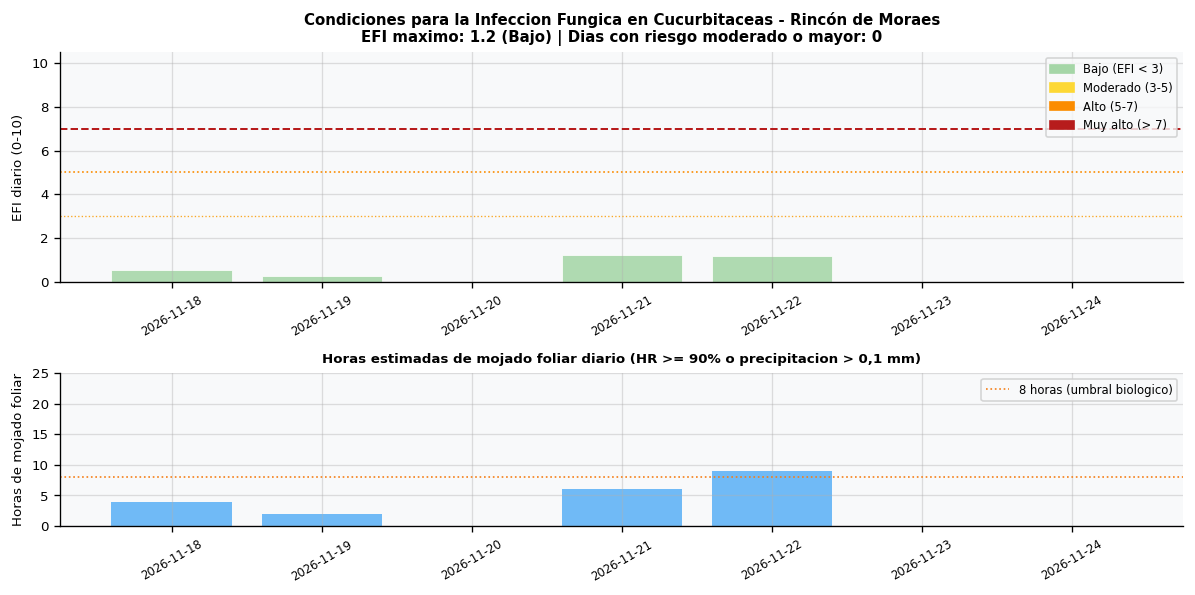 Condiciones para la Infeccion Fungica en Cucurbitaceas - Rincón de Moraes
EFI maximo: 1.2 (Bajo) | Dias con riesgo moderado o mayor: 0
EFI diario (0-10)
10
8
6
4
2
0
Bajo (EFI < 3)
Moderado (3-5)
Alto (5-7)
Muy alto (> 7)
2026-11-18
2026-11-19
2026-11-20
2026-11-21
2026-11-22
2026-11-23
2026-11-24
Horas estimadas de mojado foliar diario (HR >= 90% o precipitacion > 0,1 mm)
Horas de mojado foliar
25
20
15
10
5
0
8 horas (umbral biologico)
2026-11-18
2026-11-19
2026-11-20
2026-11-21
2026-11-22
2026-11-23
2026-11-24